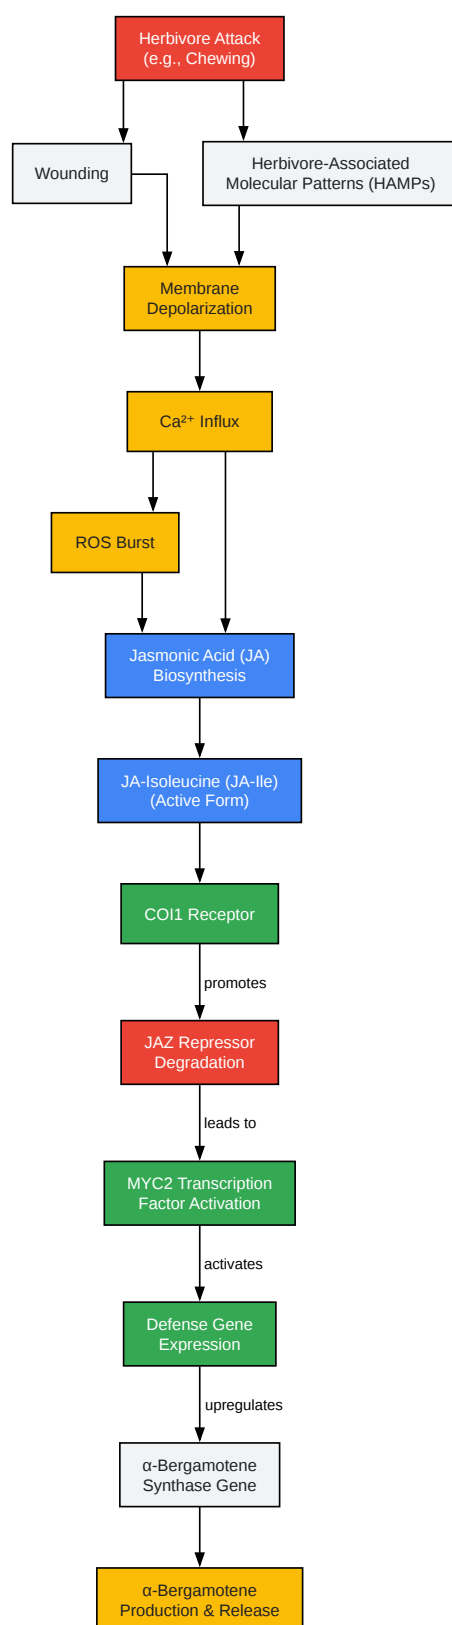 Herbivore Attack
(e.g., Chewing)
Wounding
Herbivore-Associated
Molecular Patterns (HAMPs)
Membrane
Depolarization
Ca²⁺ Influx
ROS Burst
Jasmonic Acid (JA)
Biosynthesis
JA-Isoleucine (JA-Ile)
(Active Form)
COI1 Receptor
promotes
JAZ Repressor
Degradation
leads to
MYC2 Transcription
Factor Activation
activates
Defense Gene
Expression
upregulates
α-Bergamotene
Synthase Gene
α-Bergamotene
Production & Release